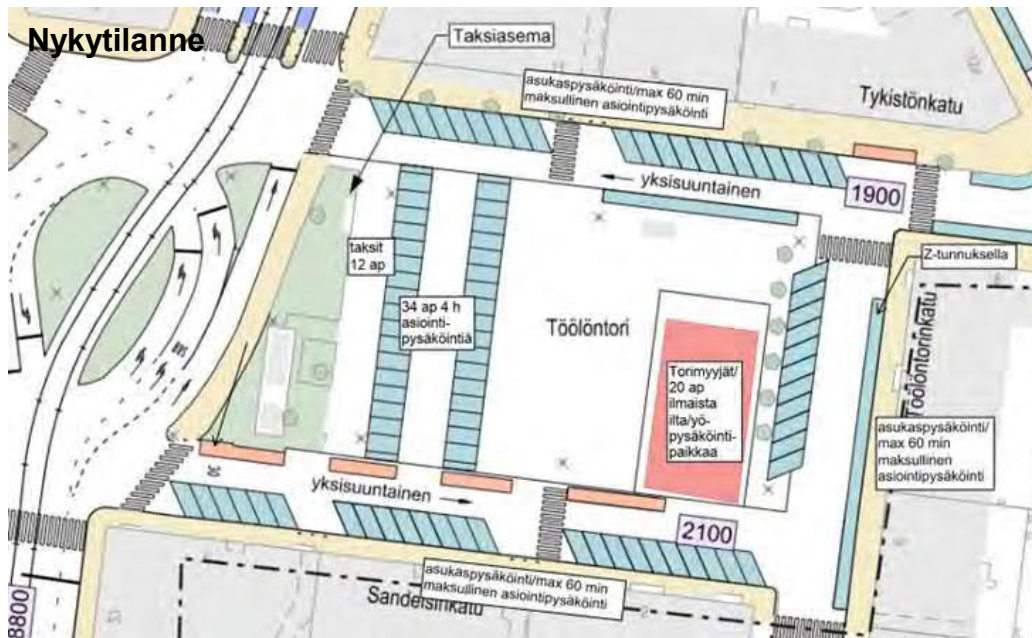 Nykytilanne
Taksiasema
asukaspysäköinti/max 60 min
maksullinen asiointipysäköinti
Tykistönkatu
yksisuuntainen
1900
Z-tunnuksella
taksit
12 ap
34 ap 4 h
asiointi-
pysäköintiä
Töölöntori
Torimyyjät/
20 ap
ilmaista
ilta/yö-
pysäköinti-
paikkaa
Töölöntorinkatu
asukaspysäköinti/
max 60 min
maksullinen
asiointipysäköinti
30
yksisuuntainen
2100
asukaspysäköinti/max 60 min
maksullinen asiointipysäköinti
Sandelsinkatu
8800